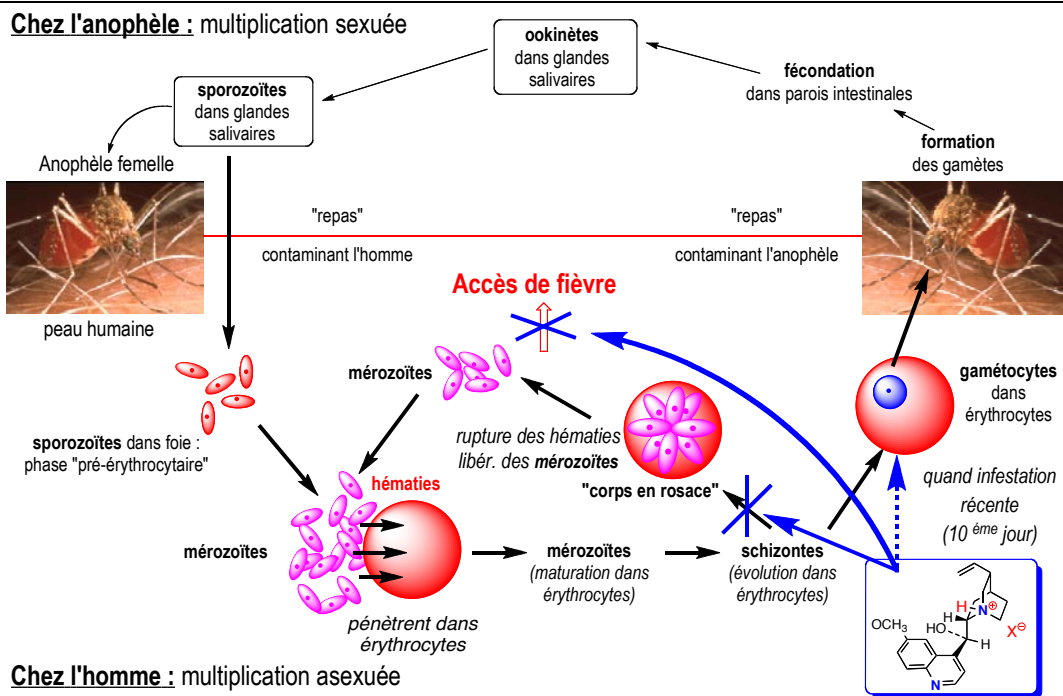 Chez l'anophèle : multiplication sexuée
ookinètes
dans glandes
salivaires
fécondation
dans parois intestinales
sporozoïtes
dans glandes
salivaires
formation
des gamètes
Anophèle femelle
"repas"
contaminant l'homme
"repas"
contaminant l'anophèle
peau humaine
Accès de fièvre
mérozoïtes
gamétocytes
dans
érythrocytes
sporozoïtes dans foie :
phase "pré-érythrocytaire"
rupture des hématies
libér. des mérozoïtes
"corps en rosace"
quand infestation
récente
(10 éme jour)
hématies
mérozoïtes
mérozoïtes
(maturation dans
érythrocytes)
schizontes
(évolution dans
érythrocytes)
pénètrent dans
érythrocytes
H
H
N
⊕
X⊖
OCH3
HO
H
N
Chez l'homme : multiplication asexuée